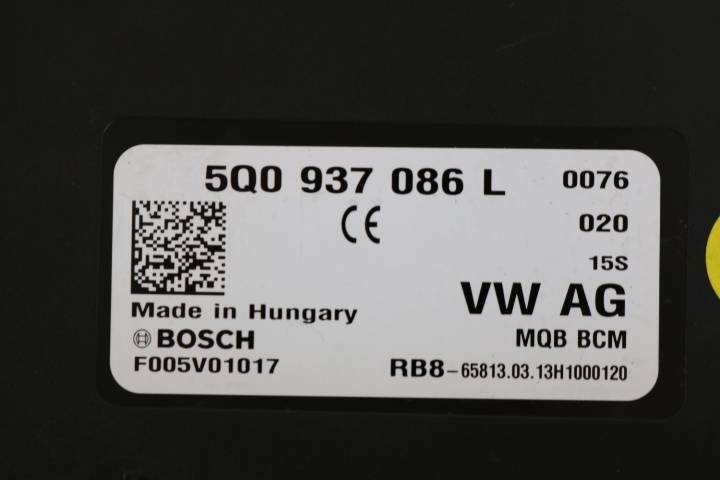 5Q0 937 086 L 0076
CE 020
15S
Made in Hungary VW AG
BOSCH MQB BCM
F005V01017 RB8-65813.03.13H1000120